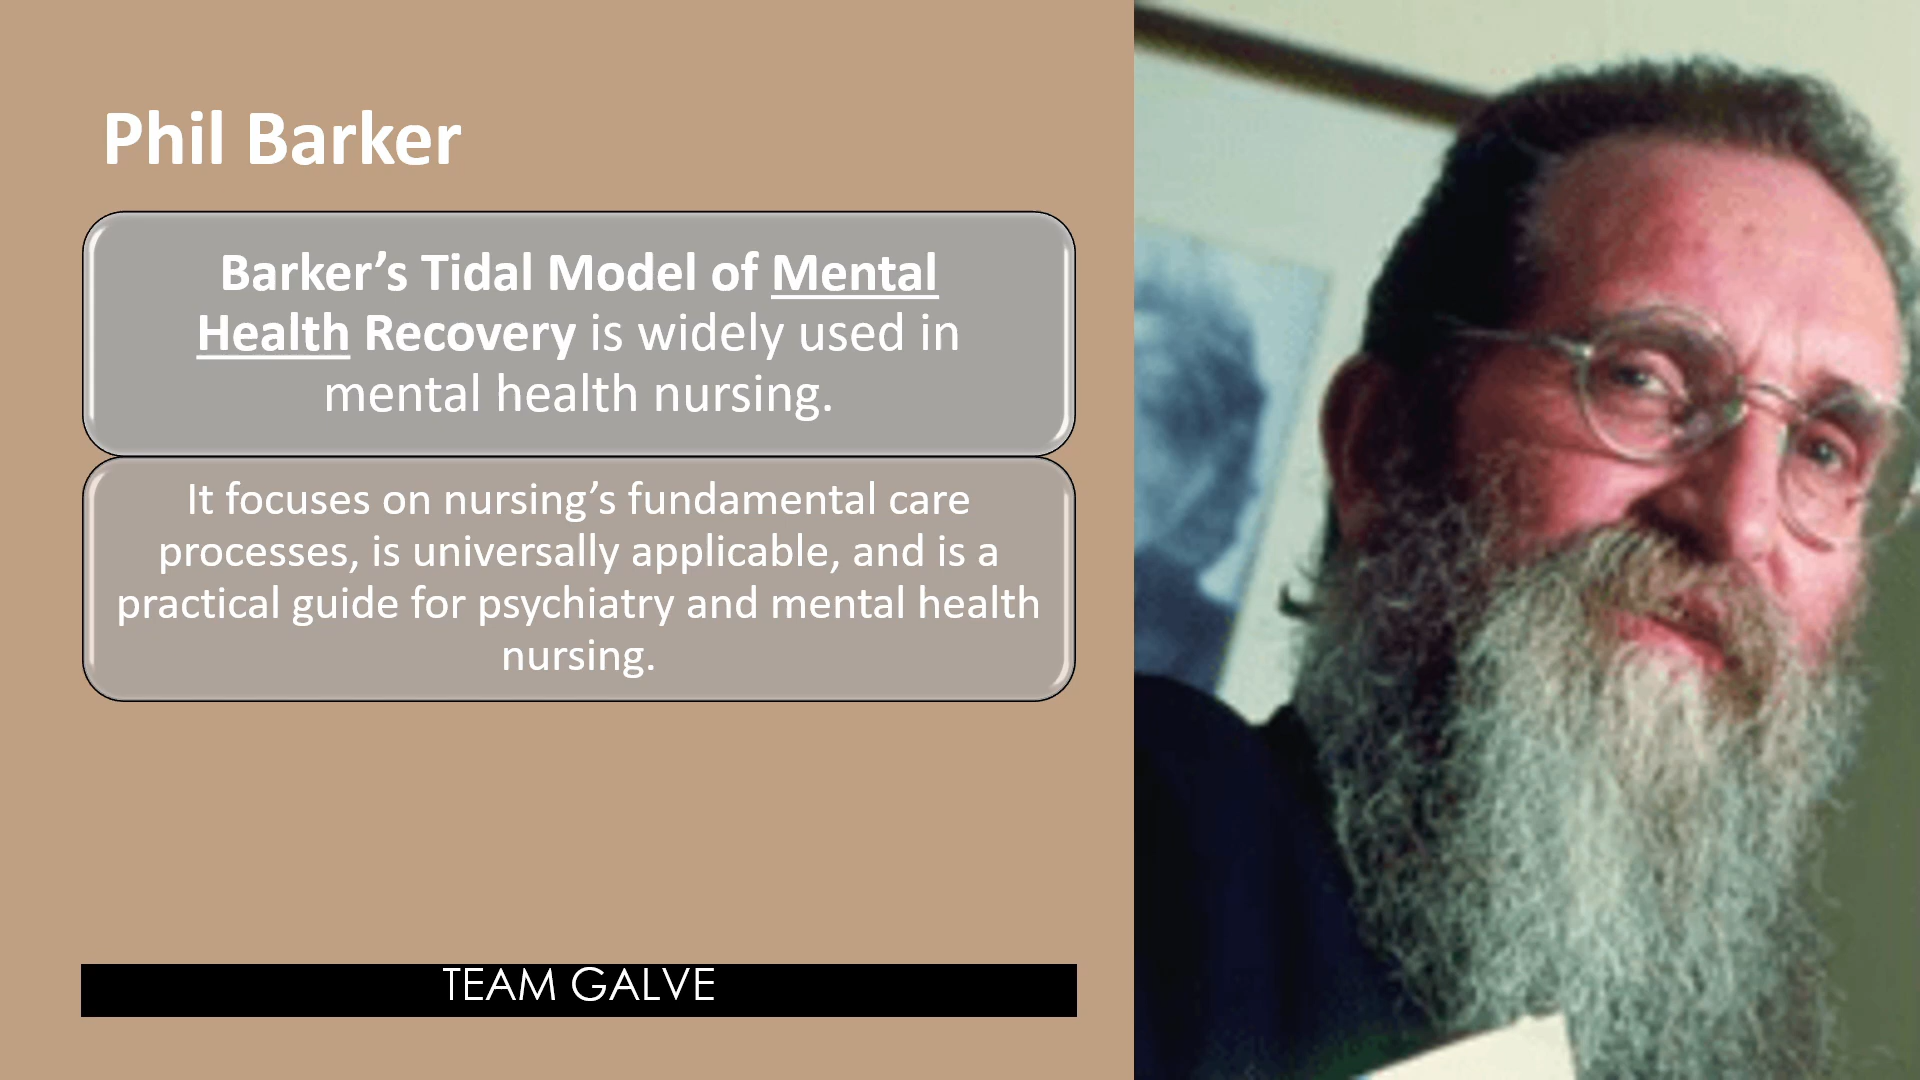 Phil Barker
Barker’s Tidal Model of Mental
Health Recovery is widely used in
mental health nursing.
It focuses on nursing’s fundamental care
processes, is universally applicable, and is a
practical guide for psychiatry and mental health
nursing.
TEAM GALVE